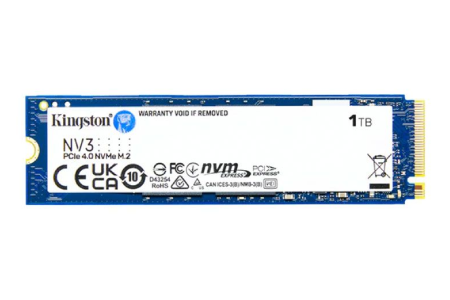 WARRANTY VOID IF REMOVED
Kingston
1TB
NV3
PCIe 4.0 NVMe M.2
CE UK CA 10 FC nvm EXPRESS PCI EXPRESS
D43254
RoHS
CAN ICES-3(B)/NMB-3(B)